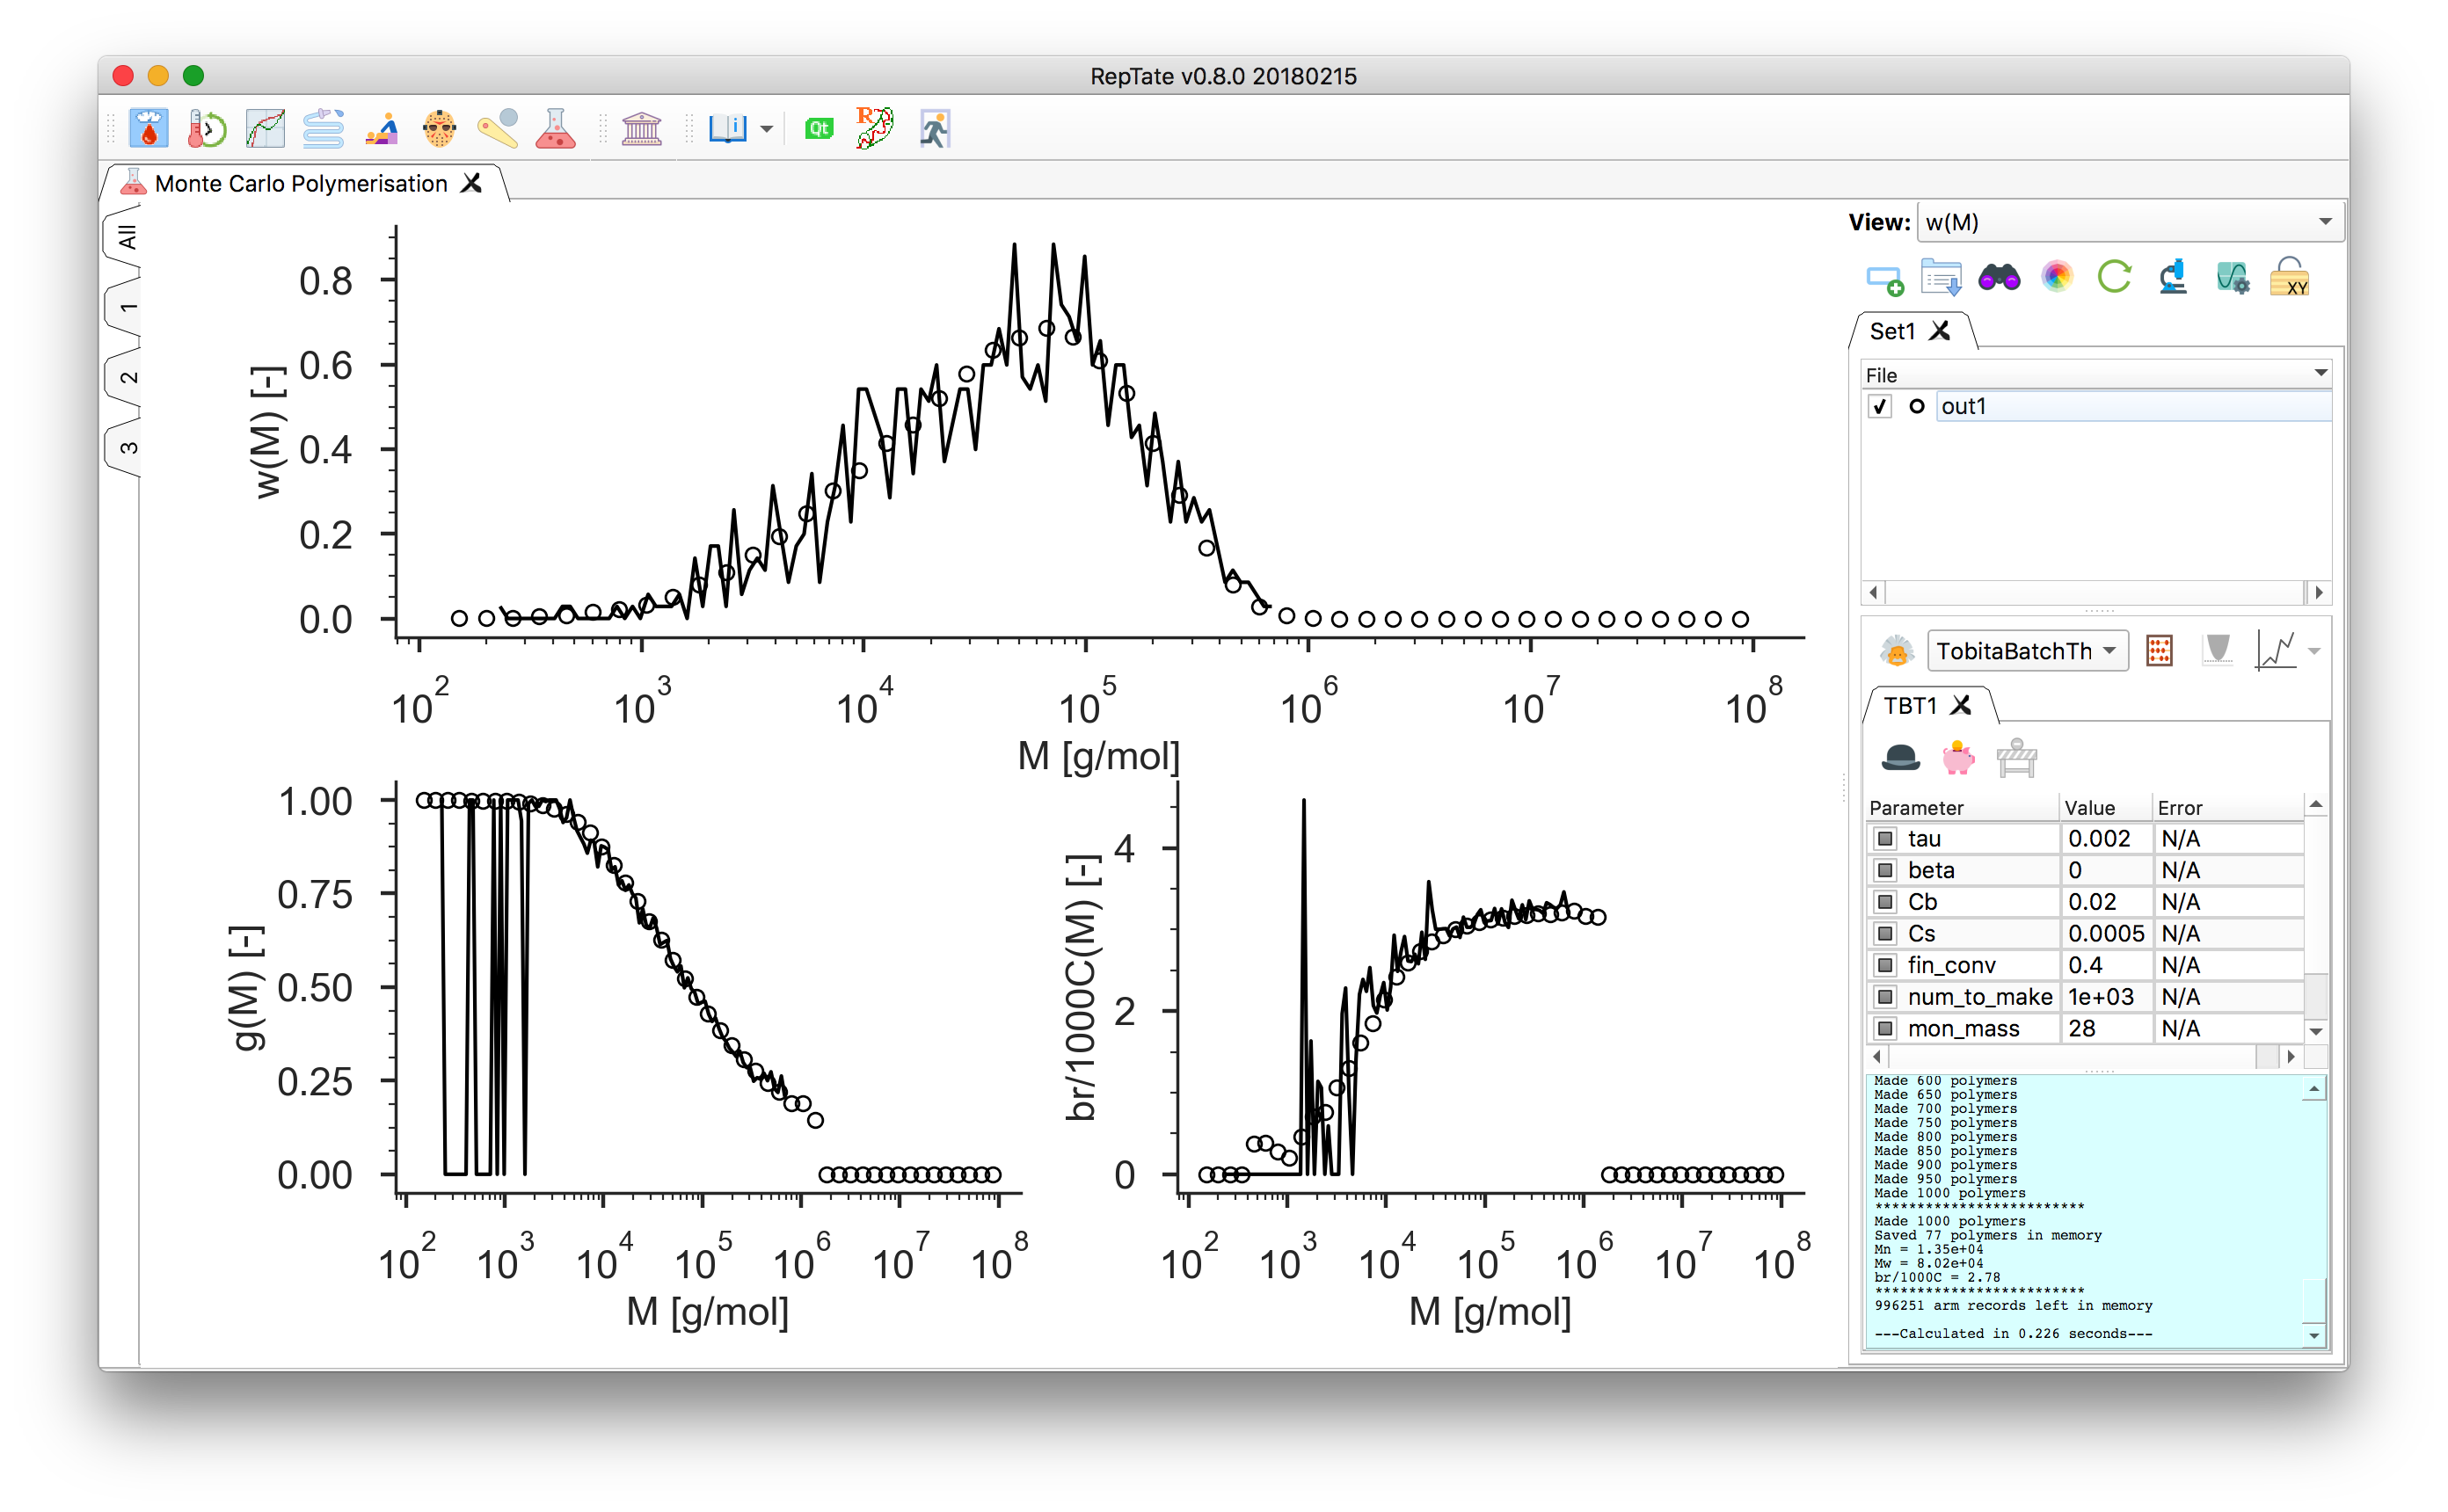 RepTate v0.8.0 20180215
Qt
R
Monte Carlo Polymerisation
All
1
2
3
w(M) [-]
0.8
0.6
0.4
0.2
0.0
10^2 10^3 10^4 10^5 10^6 10^7 10^8
M [g/mol]
g(M) [-]
1.00
0.75
0.50
0.25
0.00
10^2 10^3 10^4 10^5 10^6 10^7 10^8
M [g/mol]
br/1000C(M) [-]
4
2
0
10^2 10^3 10^4 10^5 10^6 10^7 10^8
M [g/mol]
View: w(M)
XY
Set1
File
out1
TobitaBatchTh
TBT1
Parameter Value Error
tau 0.002 N/A
beta 0 N/A
Cb 0.02 N/A
Cs 0.0005 N/A
fin_conv 0.4 N/A
num_to_make 1e+03 N/A
mon_mass 28 N/A
Made 600 polymers
Made 650 polymers
Made 700 polymers
Made 750 polymers
Made 800 polymers
Made 850 polymers
Made 900 polymers
Made 950 polymers
Made 1000 polymers
*************************
Made 1000 polymers
Saved 77 polymers in memory
Mn = 1.35e+04
Mw = 8.02e+04
br/1000C = 2.78
*************************
996251 arm records left in memory
---Calculated in 0.226 seconds---